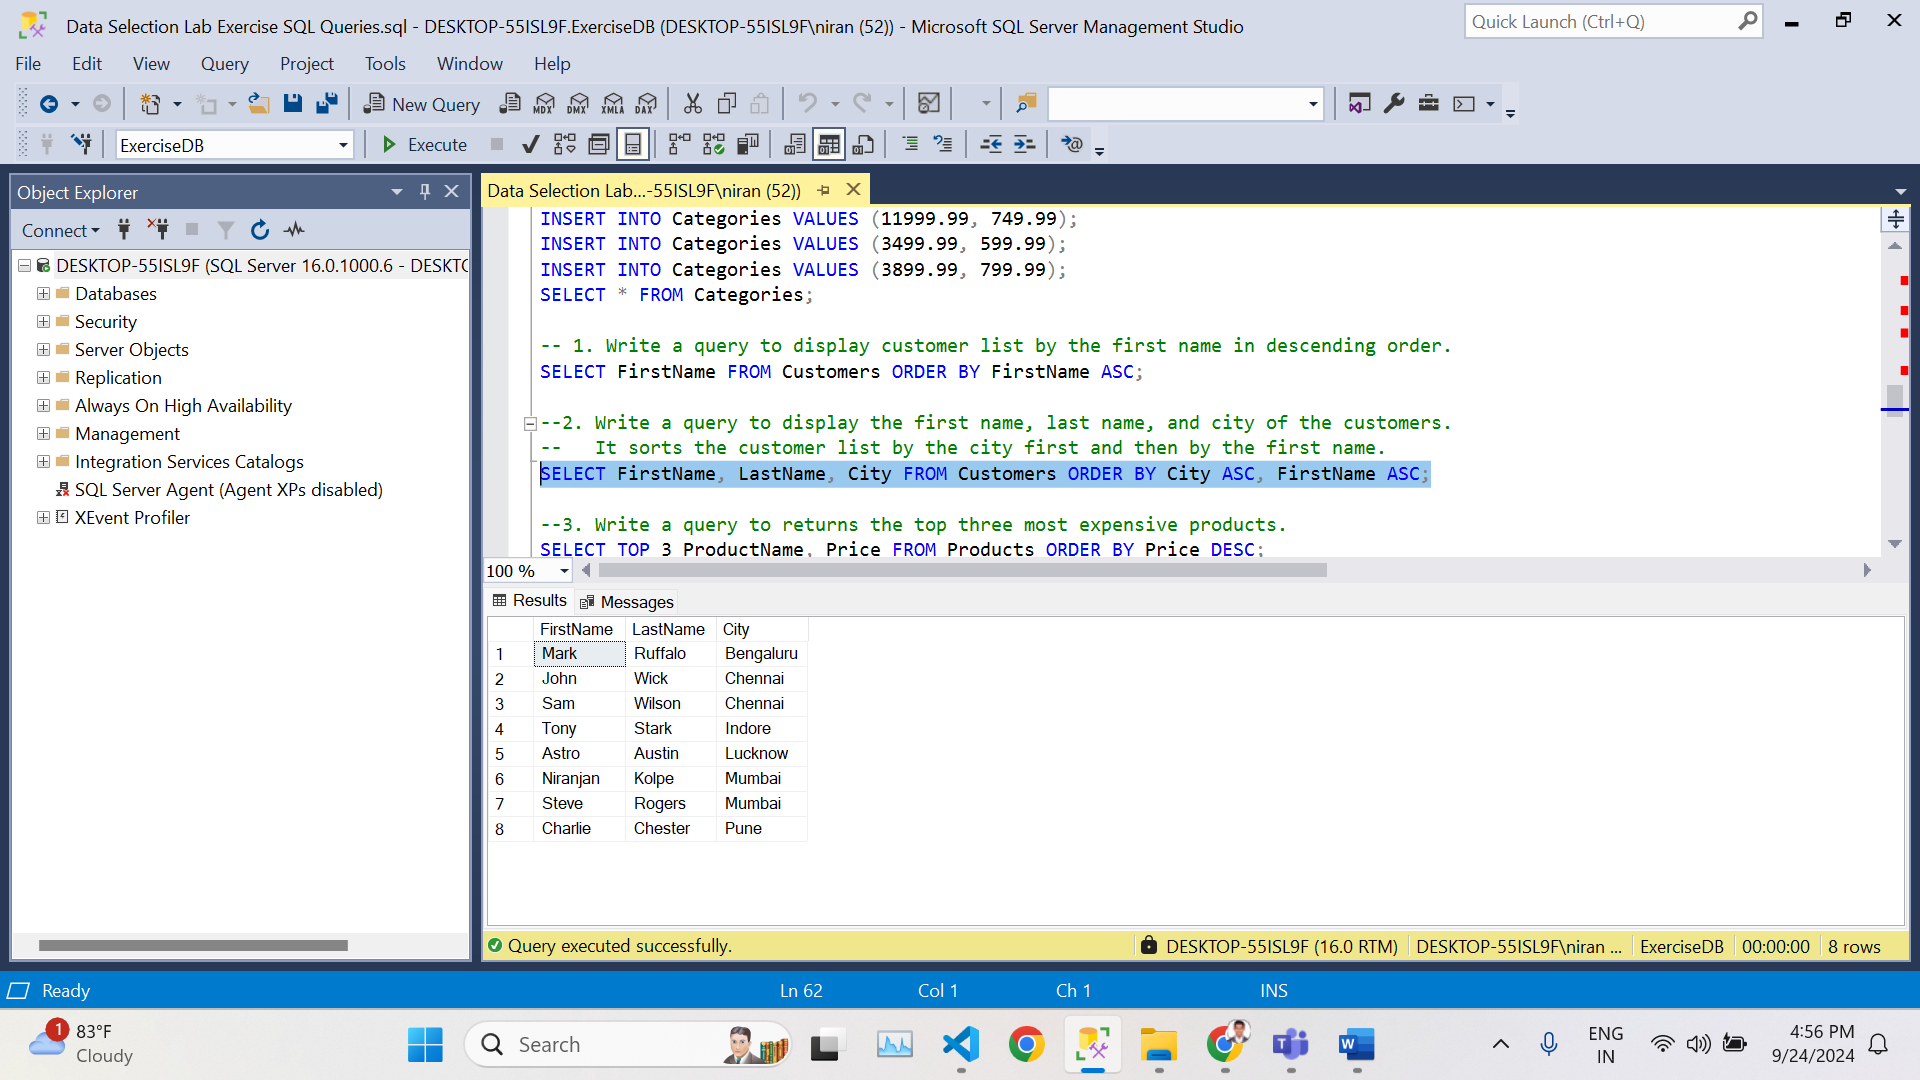 Data Selection Lab Exercise SQL Queries.sql - DESKTOP-55ISL9F.ExerciseDB (DESKTOP-55ISL9F\niran (52)) - Microsoft SQL Server Management Studio
Quick Launch (Ctrl+Q)
File Edit View Query Project Tools Window Help
New Query MDX DMX XMLA DAX
ExerciseDB Execute
Object Explorer
Connect
DESKTOP-55ISL9F (SQL Server 16.0.1000.6 - DESKTO
Databases
Security
Server Objects
Replication
Always On High Availability
Management
Integration Services Catalogs
SQL Server Agent (Agent XPs disabled)
XEvent Profiler
Data Selection Lab...-55ISL9F\niran (52))
INSERT INTO Categories VALUES (11999.99, 749.99);
INSERT INTO Categories VALUES (3499.99, 599.99);
INSERT INTO Categories VALUES (3899.99, 799.99);
SELECT * FROM Categories;
-- 1. Write a query to display customer list by the first name in descending order.
SELECT FirstName FROM Customers ORDER BY FirstName ASC;
--2. Write a query to display the first name, last name, and city of the customers.
--   It sorts the customer list by the city first and then by the first name.
SELECT FirstName, LastName, City FROM Customers ORDER BY City ASC, FirstName ASC;
--3. Write a query to returns the top three most expensive products.
SELECT TOP 3 ProductName, Price FROM Products ORDER BY Price DESC;
100 %
Results Messages
FirstName LastName City
1 Mark Ruffalo Bengaluru
2 John Wick Chennai
3 Sam Wilson Chennai
4 Tony Stark Indore
5 Astro Austin Lucknow
6 Niranjan Kolpe Mumbai
7 Steve Rogers Mumbai
8 Charlie Chester Pune
Query executed successfully. DESKTOP-55ISL9F (16.0 RTM) DESKTOP-55ISL9F\niran ... ExerciseDB 00:00:00 8 rows
Ready Ln 62 Col 1 Ch 1 INS
1 83°F
Cloudy
Search
ENG
IN
4:56 PM
9/24/2024